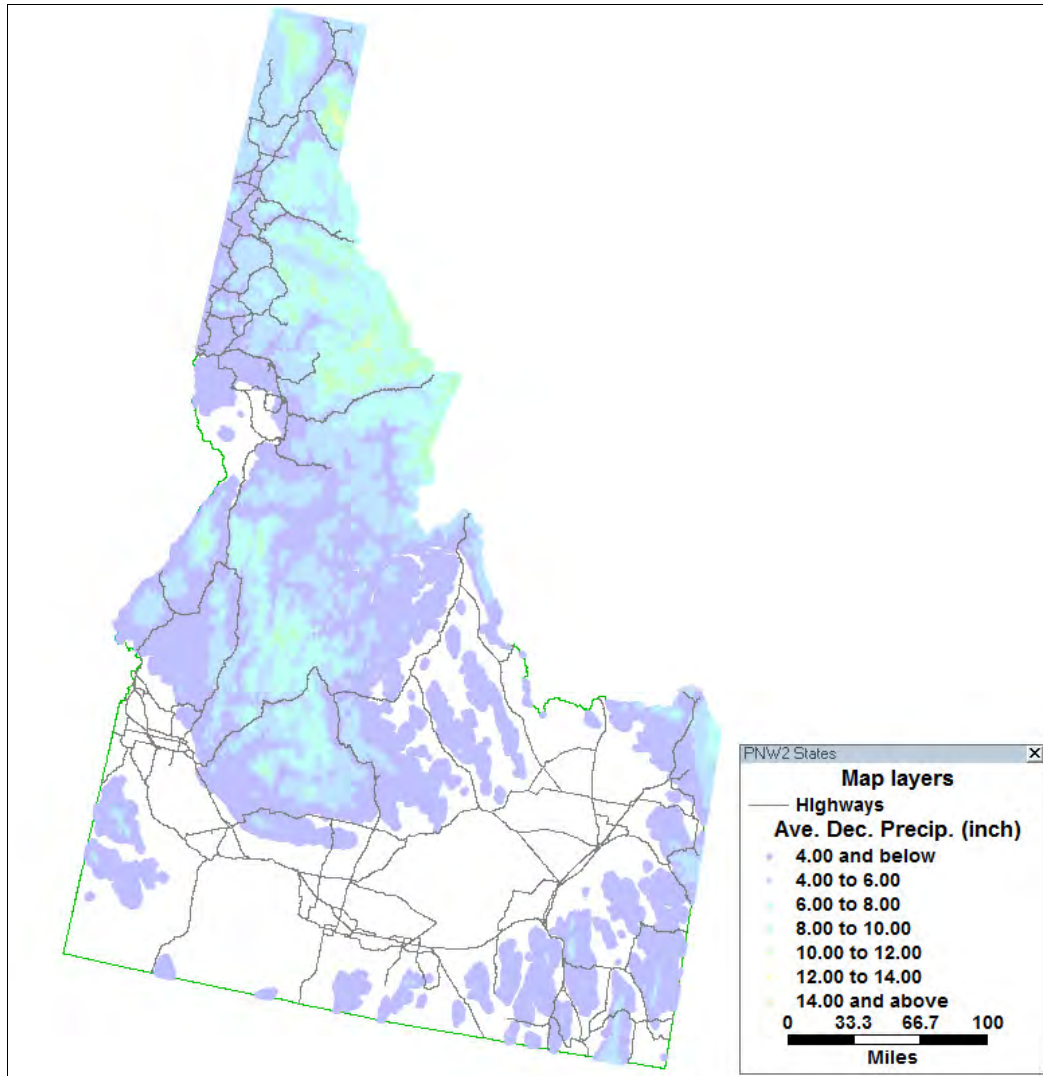 PNW2 States
Map layers
HIghways
Ave. Dec. Precip. (inch)
4.00 and below
4.00 to 6.00
6.00 to 8.00
8.00 to 10.00
10.00 to 12.00
12.00 to 14.00
14.00 and above
0 33.3 66.7 100
Miles